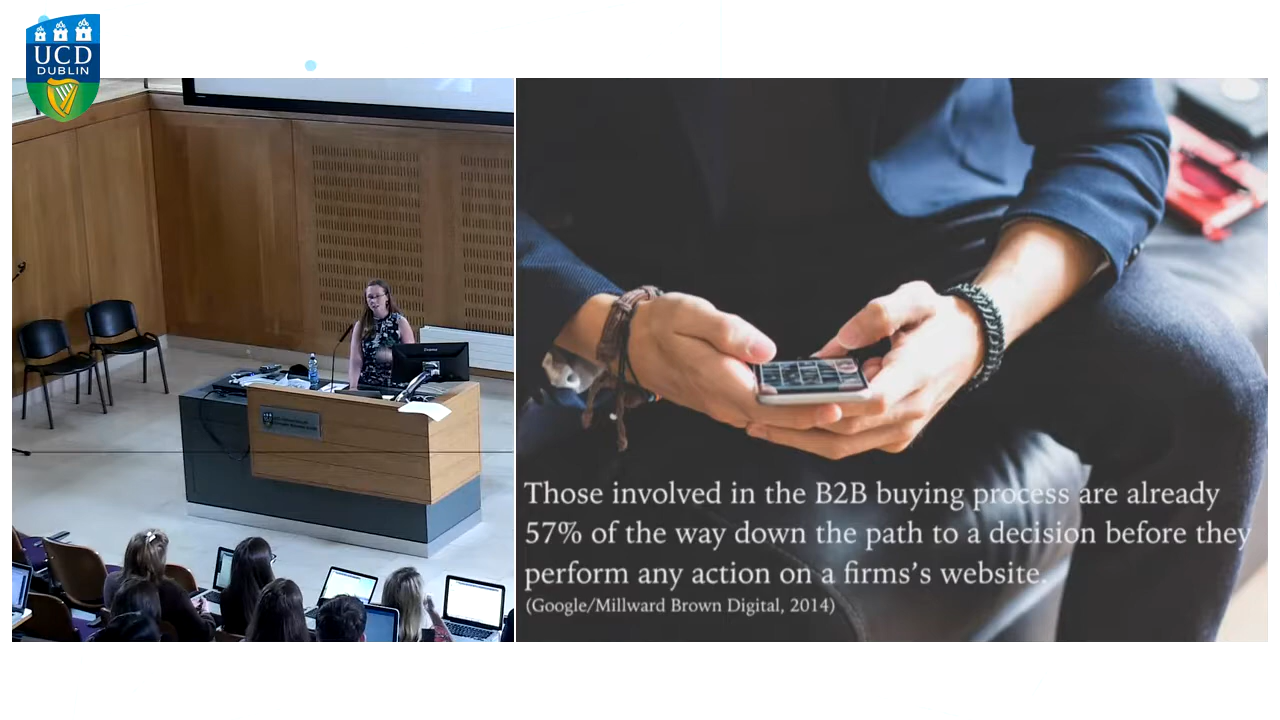 UCD
DUBLIN
Those involved in the B2B buying process are already
57% of the way down the path to a decision before they
perform any action on a firms's website.
(Google/Millward Brown Digital, 2014)